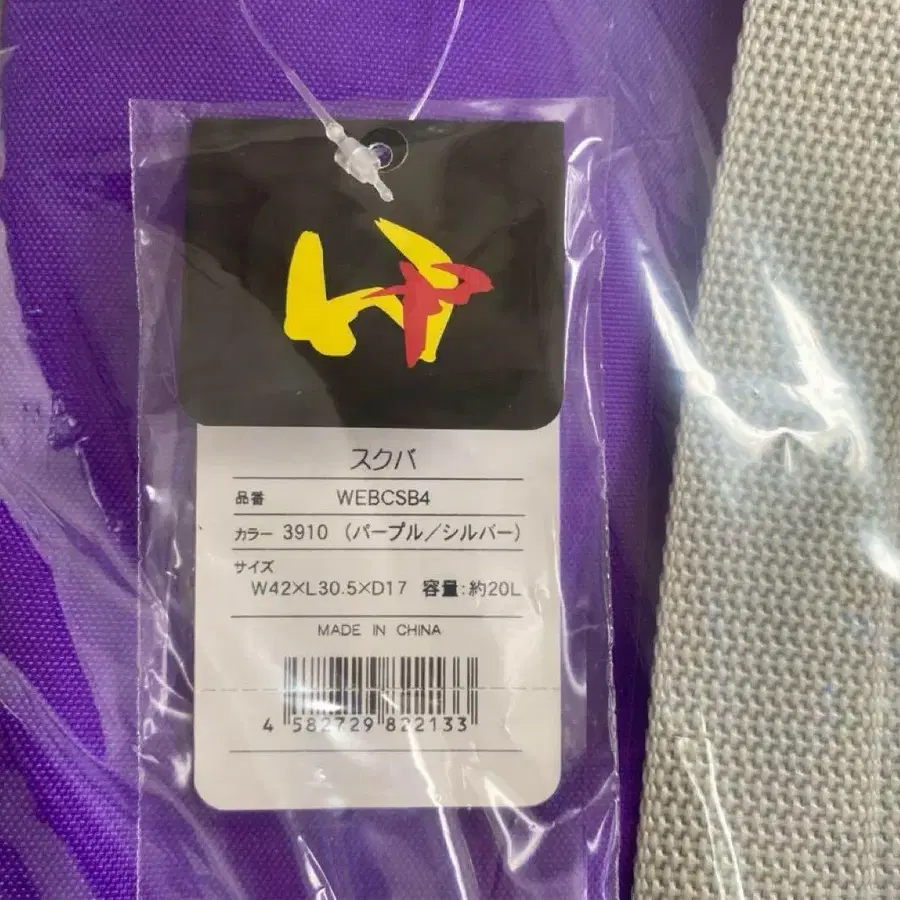 スクバ
品番 WEBCSB4
カラー 3910 (パープル／シルバー)
サイズ
W42×L30.5×D17 容量:約20L
MADE IN CHINA
4 582729 822133